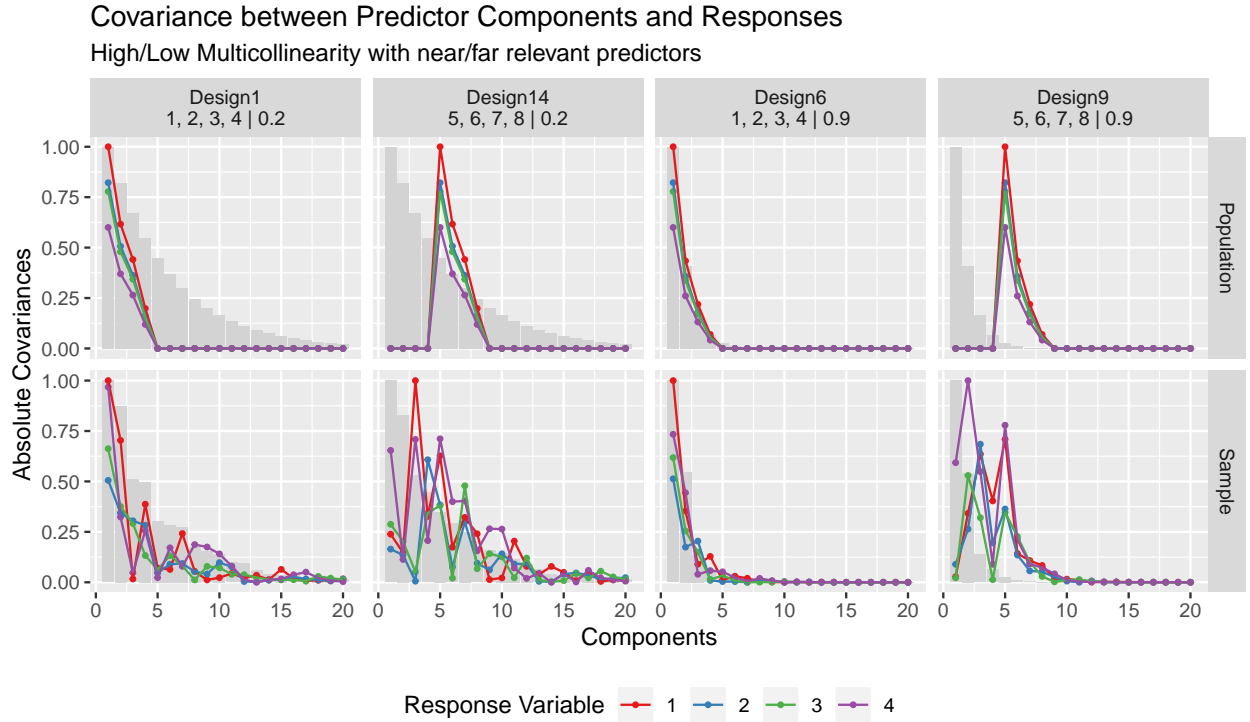 Covariance between Predictor Components and Responses
High/Low Multicollinearity with near/far relevant predictors
Design1
1, 2, 3, 4 | 0.2
Design14
5, 6, 7, 8 | 0.2
Design6
1, 2, 3, 4 | 0.9
Design9
5, 6, 7, 8 | 0.9
Absolute Covariances
1.00
0.75
0.50
0.25
0.00
Population
1.00
0.75
0.50
0.25
0.00
Sample
0 5 10 15 20
0 5 10 15 20
0 5 10 15 20
0 5 10 15 20
Components
Response Variable 1 2 3 4